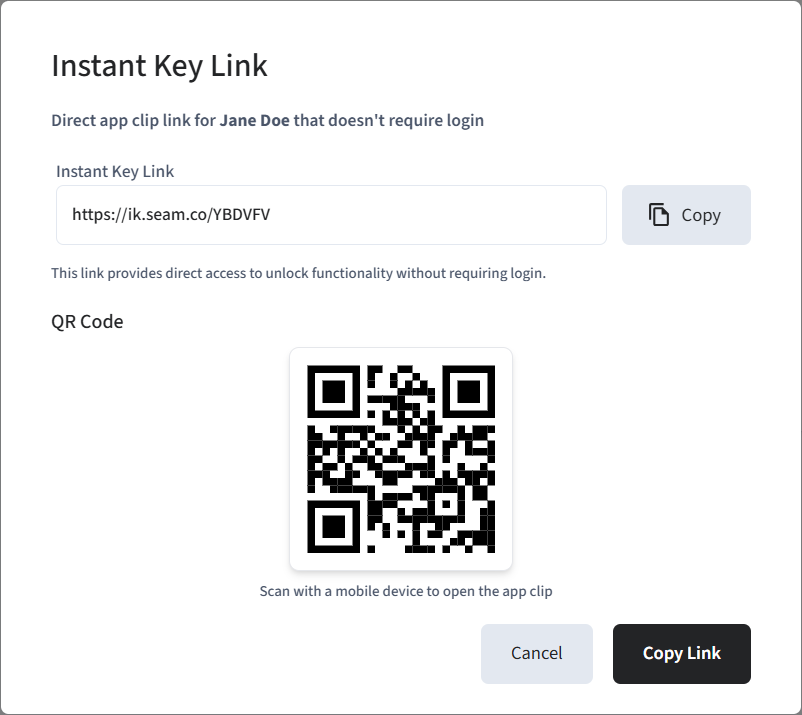 Instant Key Link
Direct app clip link for Jane Doe that doesn't require login
Instant Key Link
https://ik.seam.co/YBDVFV
Copy
This link provides direct access to unlock functionality without requiring login.
QR Code
Scan with a mobile device to open the app clip
Cancel
Copy Link